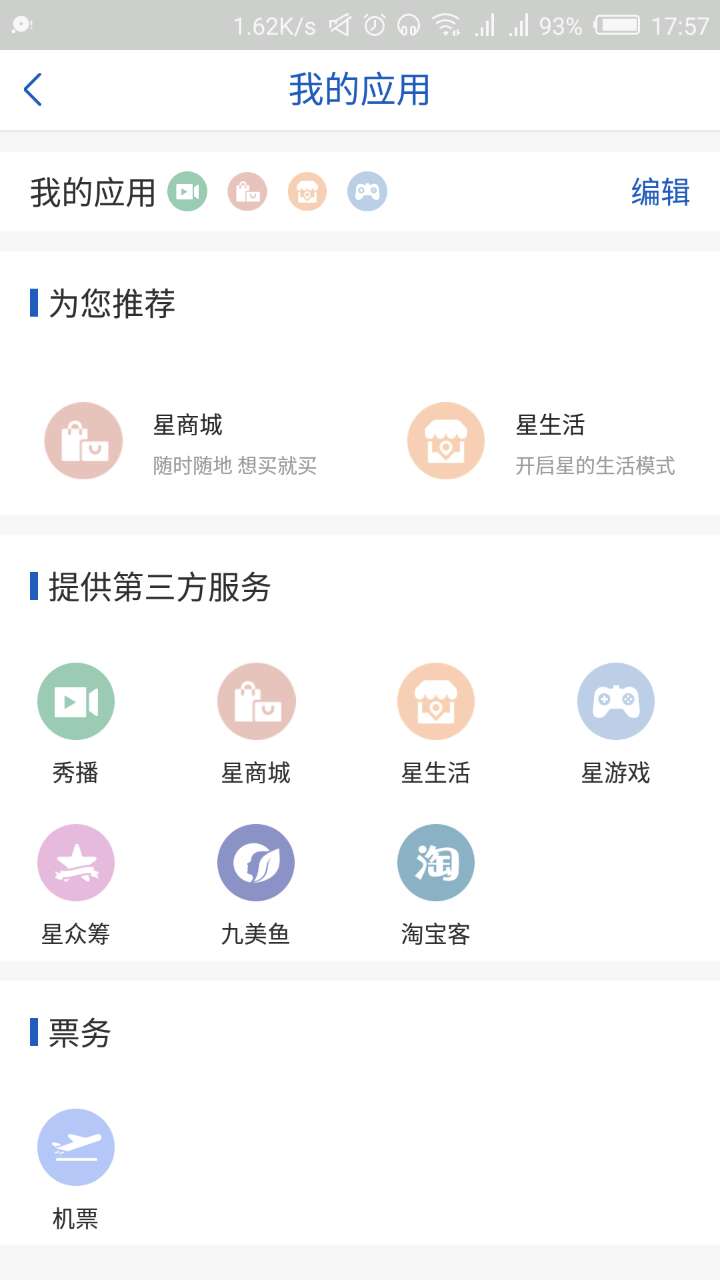 1.62K/s 93% 17:57
我的应用
我的应用 编辑
为您推荐
星商城 星生活
随时随地 想买就买 开启星的生活模式
提供第三方服务
淘
秀播 星商城 星生活 星游戏
星众筹 九美鱼 淘宝客
票务
机票